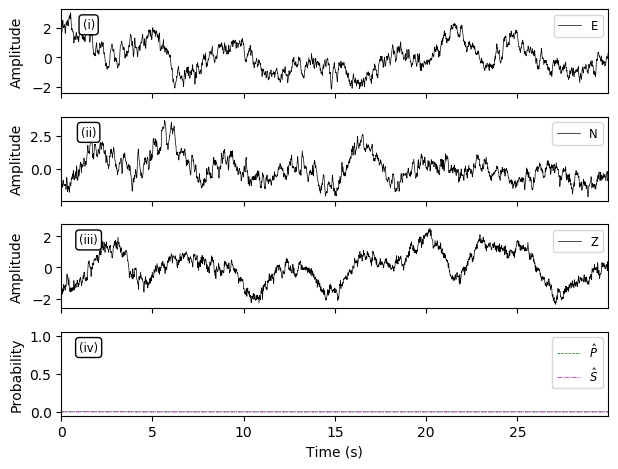 (i)
E
Amplitude
2
0
−2
(ii)
N
Amplitude
2.5
0.0
(iii)
Z
Amplitude
2
0
−2
(iv)
P̂
Ŝ
Probability
1.0
0.5
0.0
0 5 10 15 20 25
Time (s)